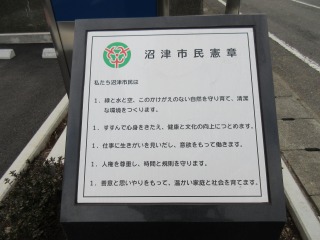 沼津市民憲章
私たち沼津市民は
1．緑と水と空、このかけがえのない自然を守り育て、清潔
な環境をつくります。
1．すすんで心身をきたえ、健康と文化の向上につとめます。
1．仕事に生きがいを見いだし、意欲をもって働きます。
1．人権を尊重し、時間と規則を守ります。
1．善意と思いやりをもって、温かい家庭と社会を育てます。